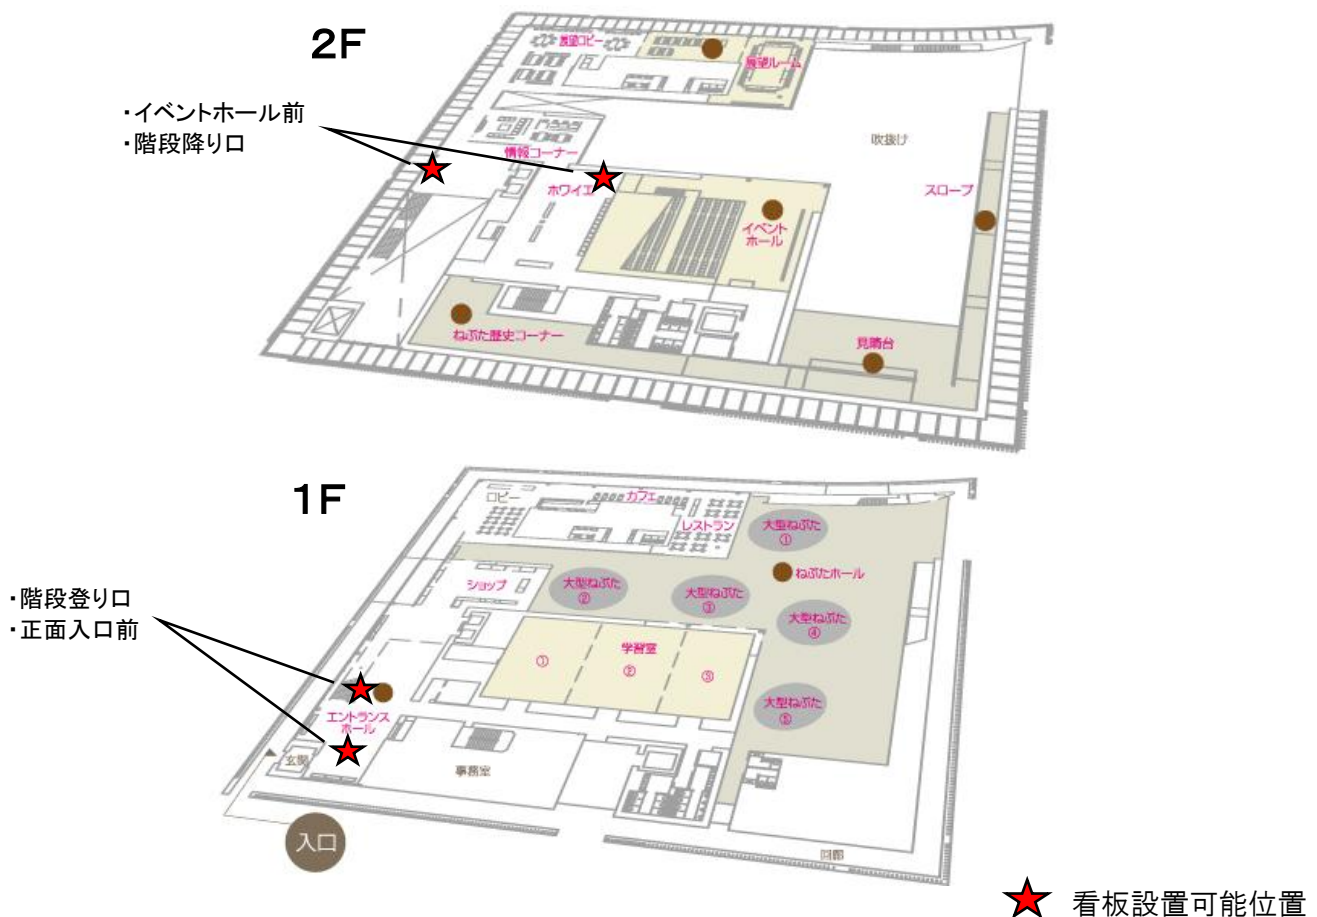 2F
・イベントホール前
・階段降り口
展望ロビー
展望ルーム
吹抜け
情報コーナー
ホワイエ
スロープ
イベント
ホール
ねぶた歴史コーナー
見晴台
1F
ロビー
カフェ
レストラン
大型ねぶた
①
ねぶたホール
ショップ
大型ねぶた
②
大型ねぶた
③
大型ねぶた
④
・階段登り口
・正面入口前
学習室
①
②
③
大型ねぶた
⑤
エントランス
ホール
玄関
事務室
入口
回廊
看板設置可能位置